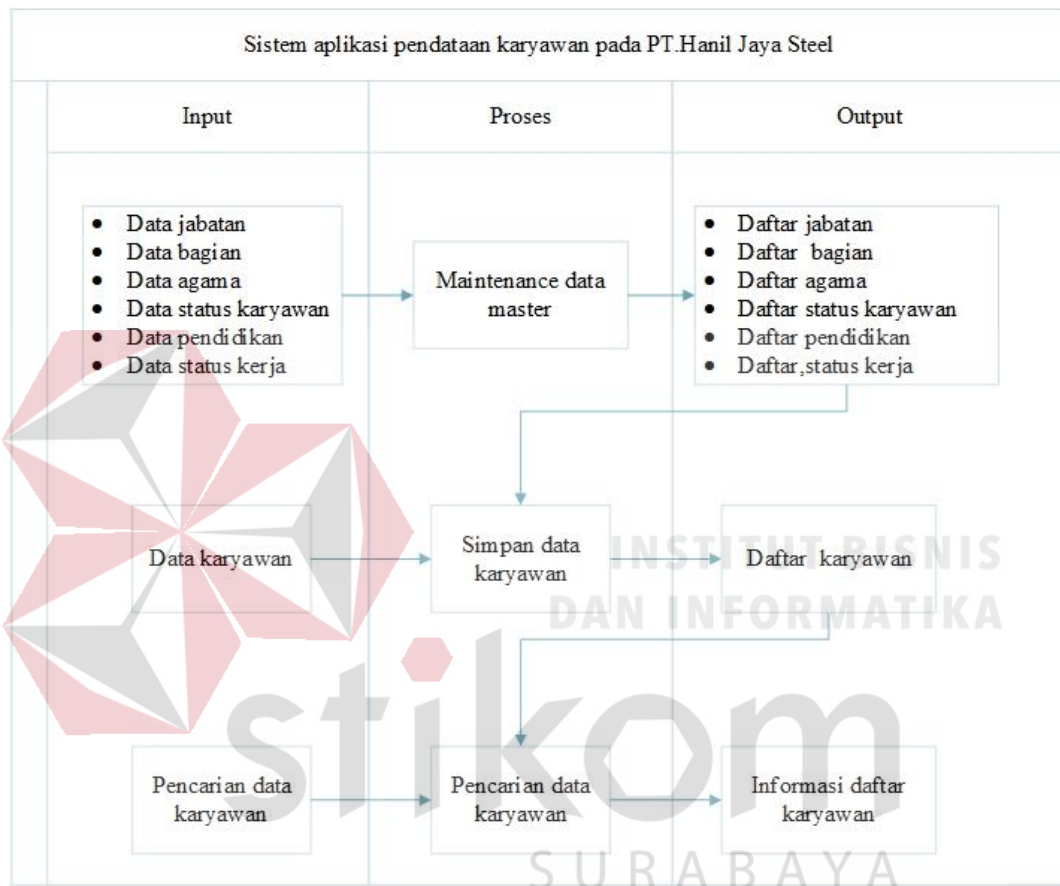 Sistem aplikasi pendataan karyawan pada PT.Hanil Jaya Steel
Input
Proses
Output
• Data jabatan
• Data bagian
• Data agama
• Data status karyawan
• Data pendidikan
• Data status kerja
Maintenance data
master
• Daftar jabatan
• Daftar bagian
• Daftar agama
• Daftar status karyawan
• Daftar pendidikan
• Daftar,status kerja
Data karyawan
Simpan data
karyawan
Daftar karyawan
INSTITUT BISNIS
DAN INFORMATIKA
stikom
Pencarian data
karyawan
Pencarian data
karyawan
Informasi daftar
karyawan
SURABAYA